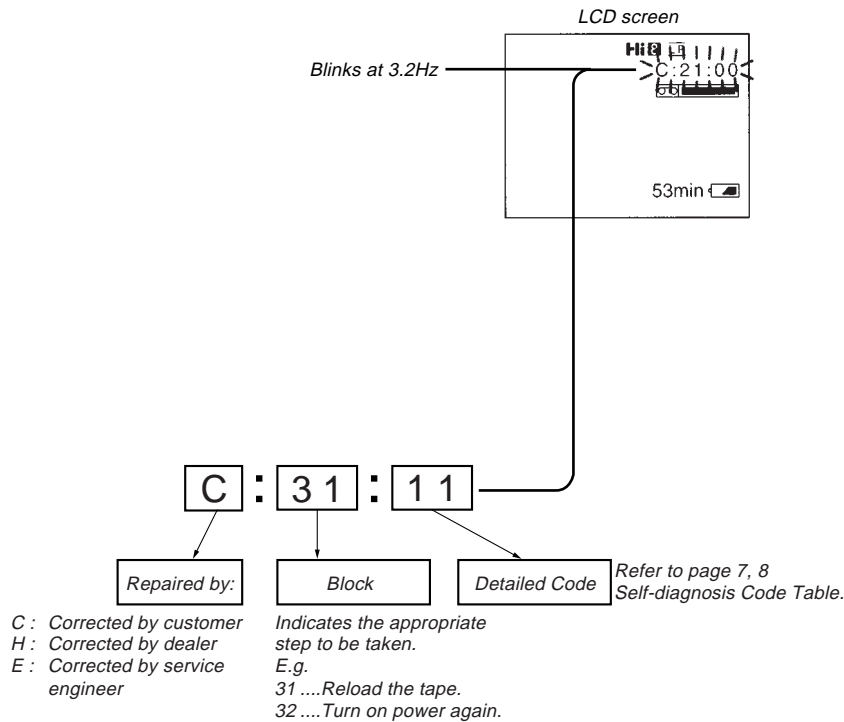 LCD screen
Hi8 LP
Blinks at 3.2Hz
C:21:00
53min
C : 31 : 11
Repaired by:
Block
Detailed Code
Refer to page 7, 8
Self-diagnosis Code Table.
C : Corrected by customer
H : Corrected by dealer
E : Corrected by service
engineer
Indicates the appropriate
step to be taken.
E.g.
31 ....Reload the tape.
32 ....Turn on power again.